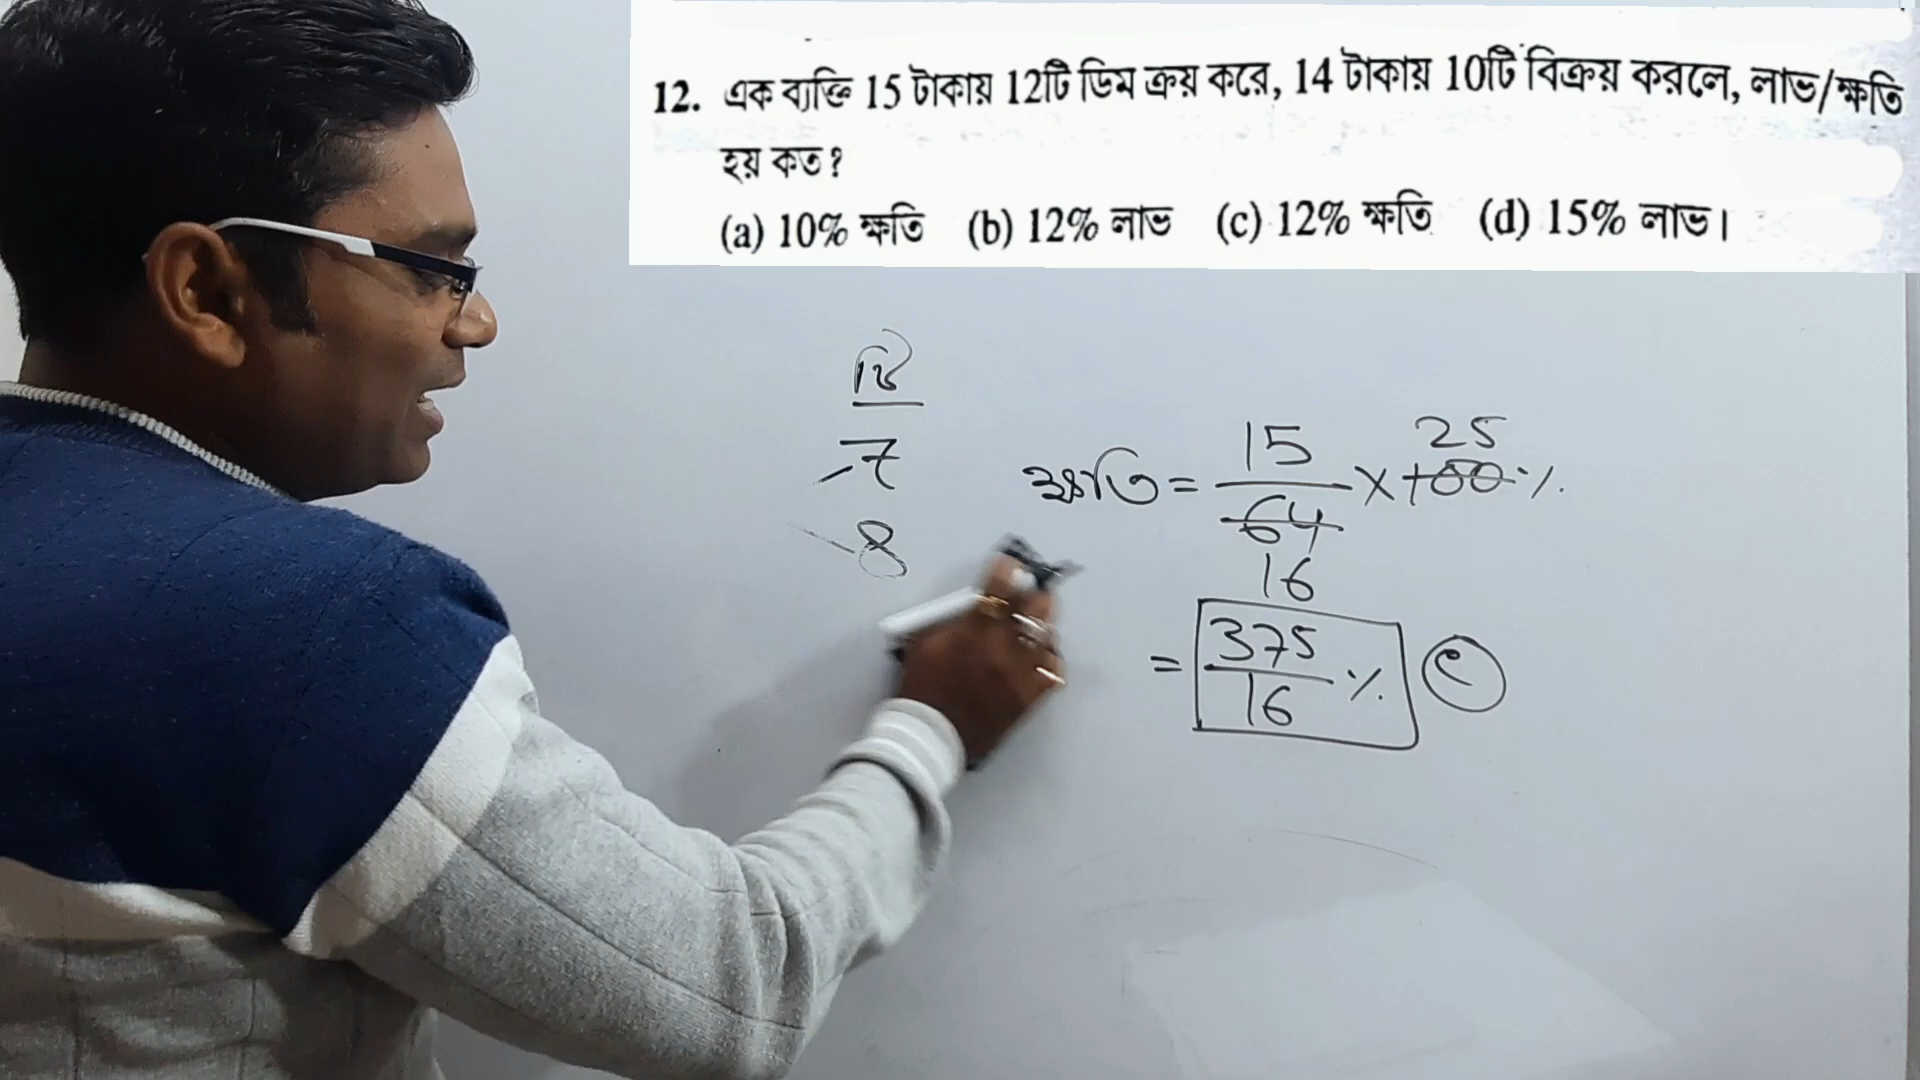 12. এক ব্যক্তি 15 টাকায় 12টি ডিম ক্রয় করে, 14 টাকায় 10টি বিক্রয় করলে, লাভ/ক্ষতি
হয় কত?
(a) 10% ক্ষতি (b) 12% লাভ (c) 12% ক্ষতি (d) 15% লাভ।
বি
7
8
ক্ষতি = 15/64 × 100%
25
16
= 375/16 %